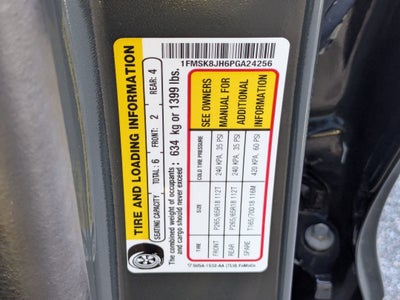 1FMSK8JH6PGA24256
TIRE AND LOADING INFORMATION
SEATING CAPACITY TOTAL: 6 FRONT: 2 REAR: 4
The combined weight of occupants
and cargo should never exceed : 634 kg or 1399 lbs.
TIRE SIZE COLD TIRE PRESSURE SEE OWNERS
FRONT P265/65R18 112T 240 KPA, 35 PSI MANUAL FOR
REAR P265/65R18 112T 240 KPA, 35 PSI ADDITIONAL
SPARE T165/70D18 116M 420 KPA, 60 PSI INFORMATION